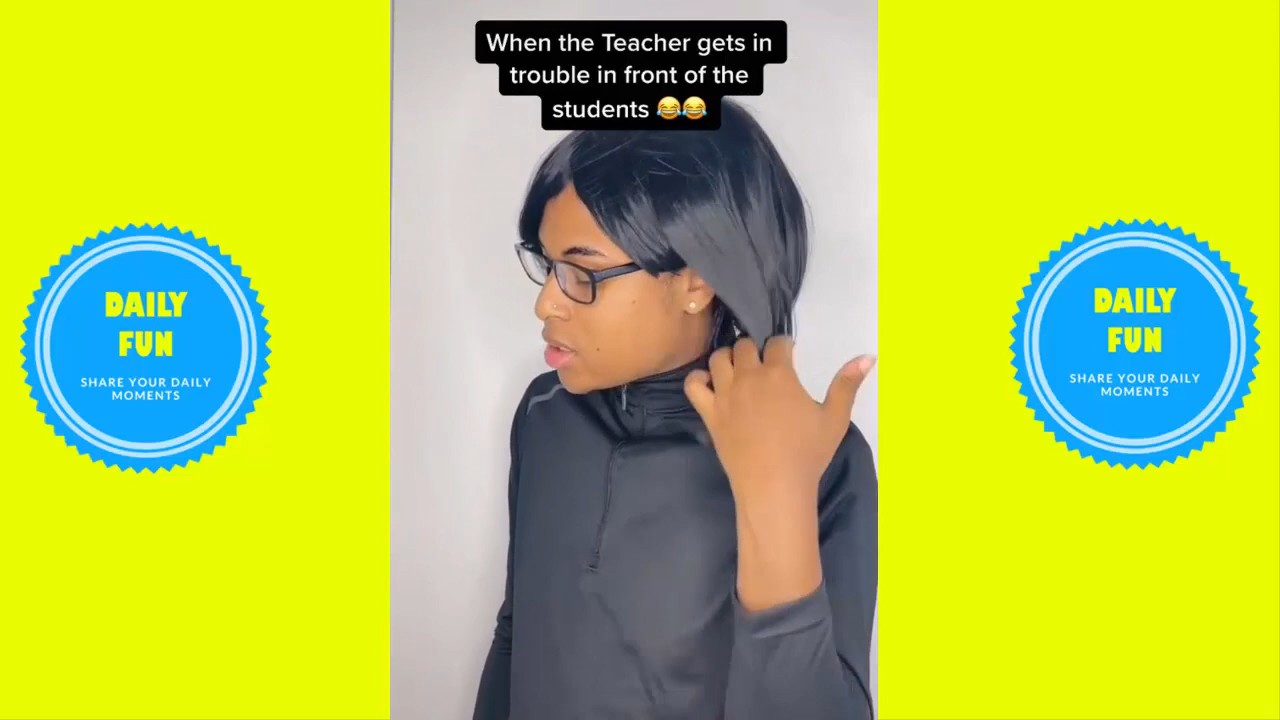 When the Teacher gets in
trouble in front of the
students 😂😂
DAILY
FUN
SHARE YOUR DAILY
MOMENTS
DAILY
FUN
SHARE YOUR DAILY
MOMENTS